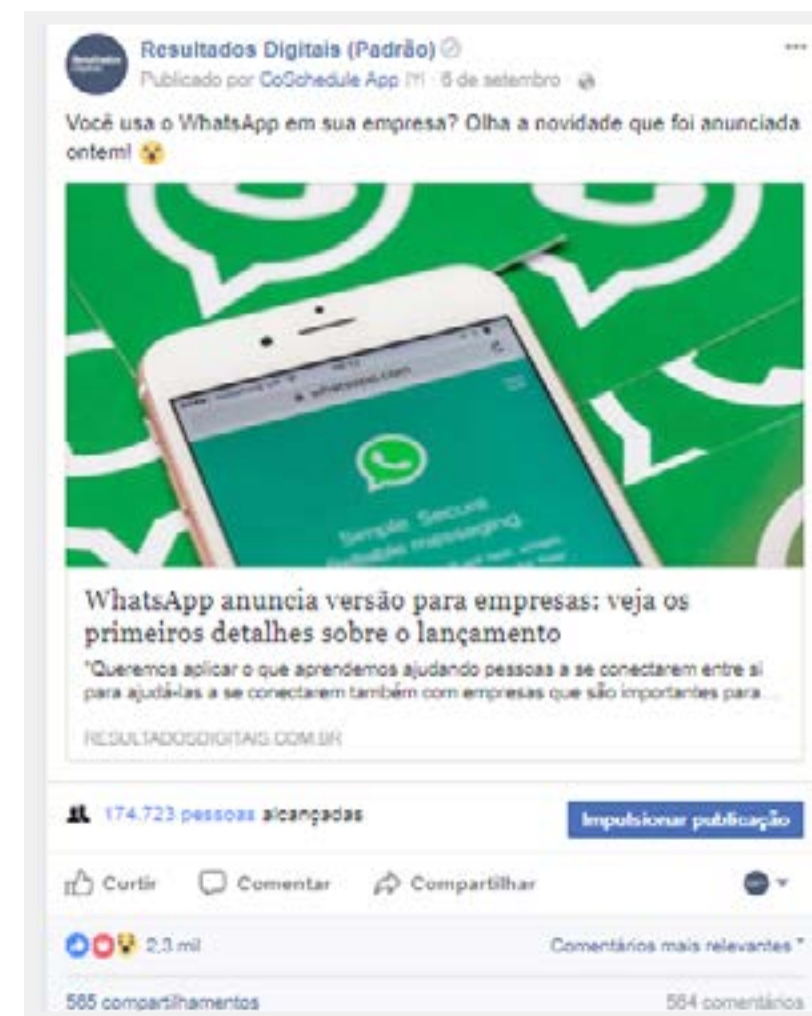 Resultados Digitais (Padrão)
Publicado por CoSchedule App · 6 de setembro ·
Você usa o WhatsApp em sua empresa? Olha a novidade que foi anunciada
ontem! 😲
whatsapp.com
Simple. Secure
Reliable messaging.
WhatsApp anuncia versão para empresas: veja os
primeiros detalhes sobre o lançamento
"Queremos aplicar o que aprendemos ajudando pessoas a se conectarem entre si
para ajudá-las a se conectarem também com empresas que são importantes para ...
RESULTADOSDIGITAIS.COM.BR
174.723 pessoas alcançadas
Impulsionar publicação
Curtir Comentar Compartilhar
2,3 mil Comentários mais relevantes
565 compartilhamentos 564 comentários